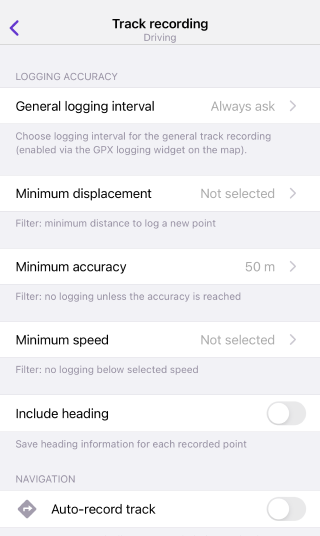 Track recording
Driving
LOGGING ACCURACY
General logging interval Always ask
Choose logging interval for the general track recording
(enabled via the GPX logging widget on the map).
Minimum displacement Not selected
Filter: minimum distance to log a new point
Minimum accuracy 50 m
Filter: no logging unless the accuracy is reached
Minimum speed Not selected
Filter: no logging below selected speed
Include heading
Save heading information for each recorded point
NAVIGATION
Auto-record track